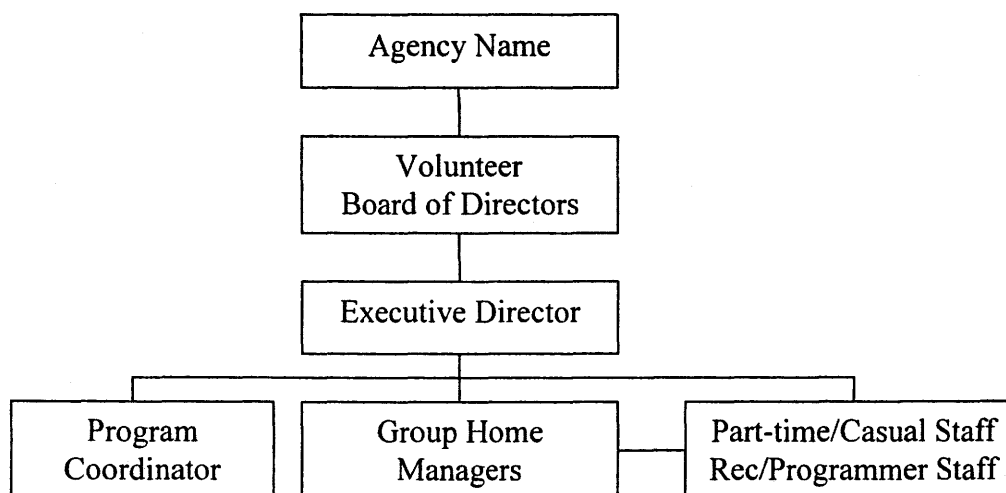 Agency Name
Volunteer
Board of Directors
Executive Director
Program
Coordinator
Group Home
Managers
Part-time/Casual Staff
Rec/Programmer Staff